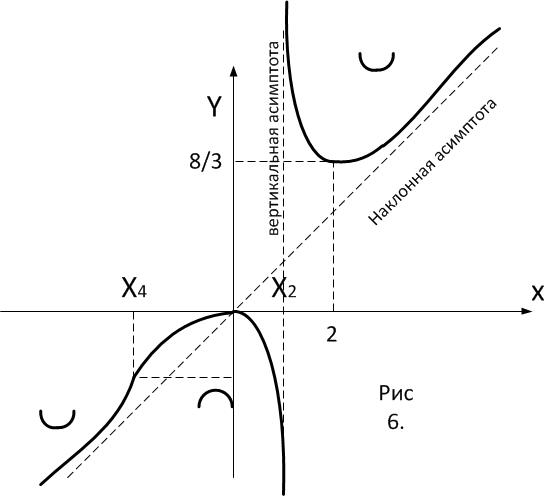 Y
вертикальная асимптота
8/3
Наклонная асимптота
X4
X2
X
2
Рис
6.